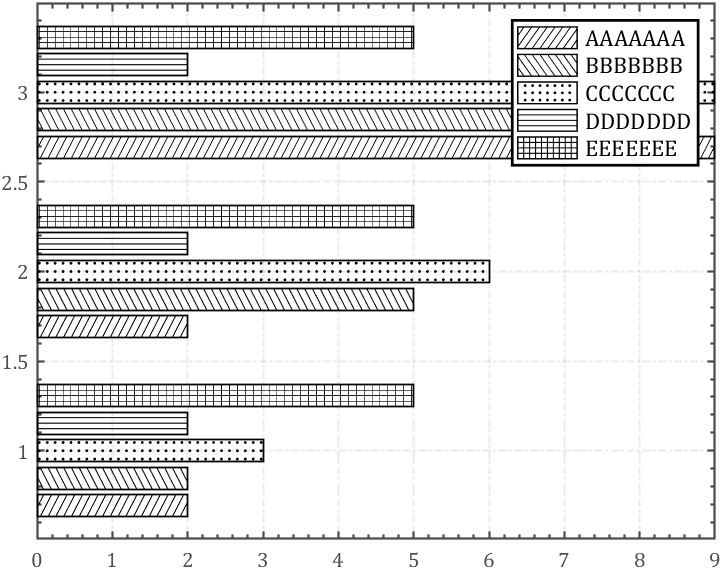 AAAAAAA
BBBBBBB
CCCCCCC
DDDDDDD
EEEEEEE
3
2.5
2
1.5
1
0 1 2 3 4 5 6 7 8 9